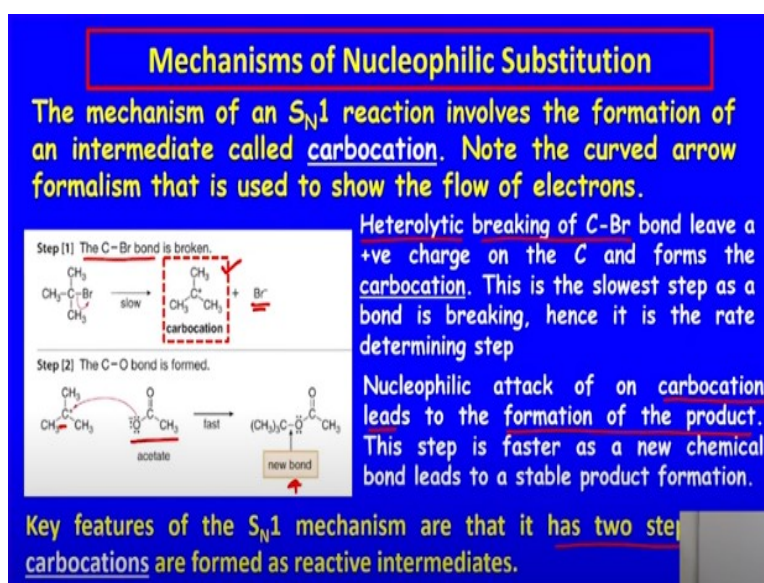 Mechanisms of Nucleophilic Substitution
The mechanism of an SN1 reaction involves the formation of
an intermediate called carbocation. Note the curved arrow
formalism that is used to show the flow of electrons.
Step [1] The C-Br bond is broken.
CH3
CH3-C-Br
CH3
slow
CH3
C+
CH3 CH3
carbocation
+
Br-
Step [2] The C-O bond is formed.
CH3
C+
CH3 CH3
O
O
CH3
acetate
fast
O
(CH3)3C-O
CH3
new bond
Heterolytic breaking of C-Br bond leave a
+ve charge on the C and forms the
carbocation. This is the slowest step as a
bond is breaking, hence it is the rate
determining step
Nucleophilic attack of on carbocation
leads to the formation of the product.
This step is faster as a new chemical
bond leads to a stable product formation.
Key features of the SN1 mechanism are that it has two
carbocations are formed as reactive intermediates.